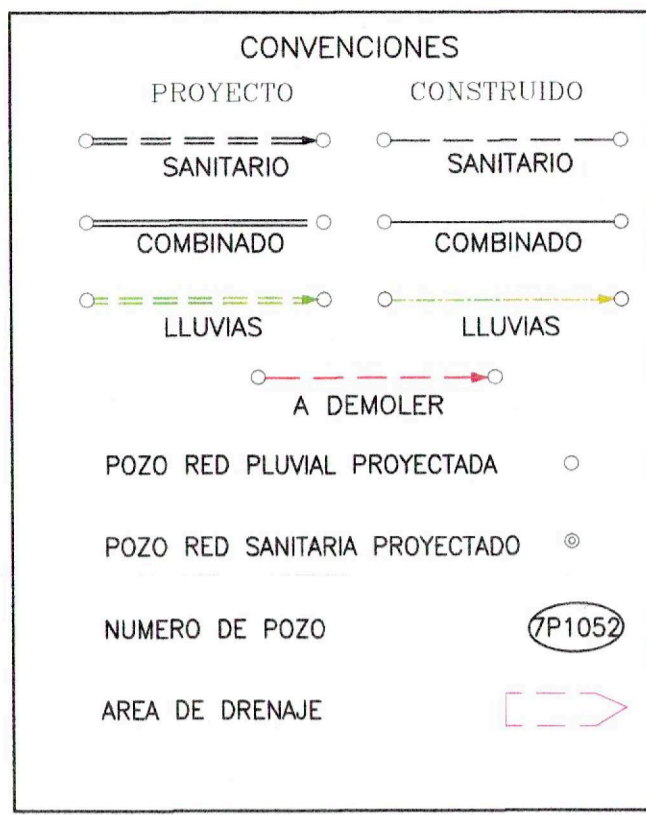 CONVENCIONES
PROYECTO CONSTRUIDO
SANITARIO SANITARIO
COMBINADO COMBINADO
LLUVIAS LLUVIAS
A DEMOLER
POZO RED PLUVIAL PROYECTADA
POZO RED SANITARIA PROYECTADO
NUMERO DE POZO 7P1052
AREA DE DRENAJE